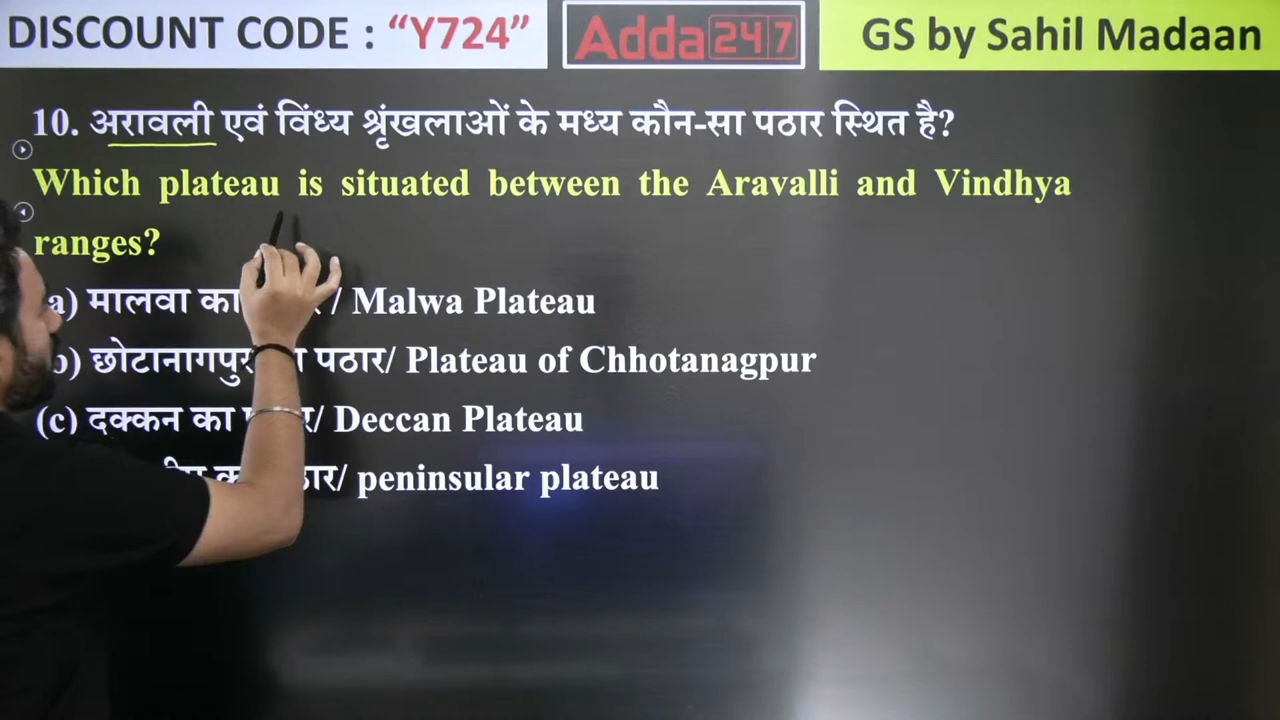 DISCOUNT CODE : “Y724”
Adda247
GS by Sahil Madaan
10. अरावली एवं विंध्य श्रृंखलाओं के मध्य कौन-सा पठार स्थित है?
Which plateau is situated between the Aravalli and Vindhya
ranges?
a) मालवा का / Malwa Plateau
b) छोटानागपुर पठार/ Plateau of Chhotanagpur
(c) दक्कन का / Deccan Plateau
peninsular plateau